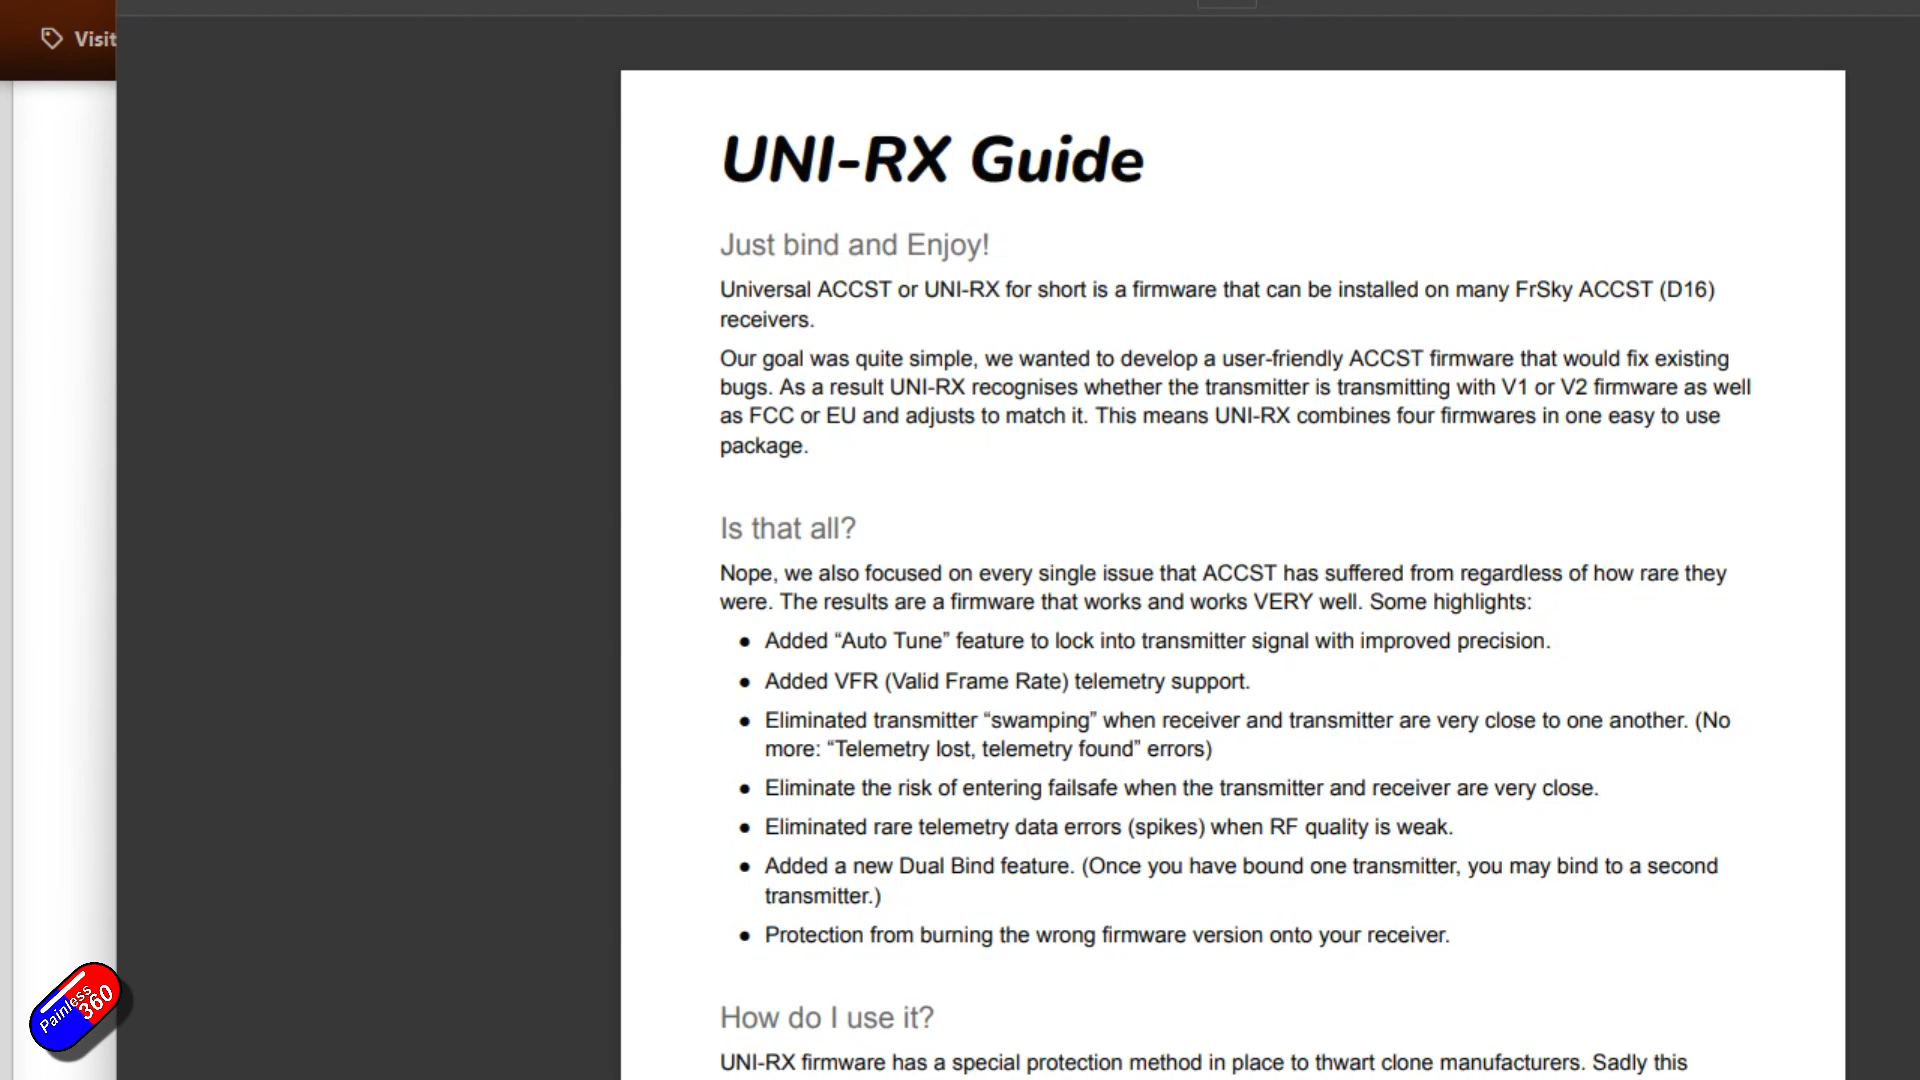 Visit
UNI-RX Guide
Just bind and Enjoy!
Universal ACCST or UNI-RX for short is a firmware that can be installed on many FrSky ACCST (D16)
receivers.
Our goal was quite simple, we wanted to develop a user-friendly ACCST firmware that would fix existing
bugs. As a result UNI-RX recognises whether the transmitter is transmitting with V1 or V2 firmware as well
as FCC or EU and adjusts to match it. This means UNI-RX combines four firmwares in one easy to use
package.
Is that all?
Nope, we also focused on every single issue that ACCST has suffered from regardless of how rare they
were. The results are a firmware that works and works VERY well. Some highlights:
● Added “Auto Tune” feature to lock into transmitter signal with improved precision.
● Added VFR (Valid Frame Rate) telemetry support.
● Eliminated transmitter “swamping” when receiver and transmitter are very close to one another. (No
more: “Telemetry lost, telemetry found” errors)
● Eliminate the risk of entering failsafe when the transmitter and receiver are very close.
● Eliminated rare telemetry data errors (spikes) when RF quality is weak.
● Added a new Dual Bind feature. (Once you have bound one transmitter, you may bind to a second
transmitter.)
● Protection from burning the wrong firmware version onto your receiver.
How do I use it?
UNI-RX firmware has a special protection method in place to thwart clone manufacturers. Sadly this
Painless
360